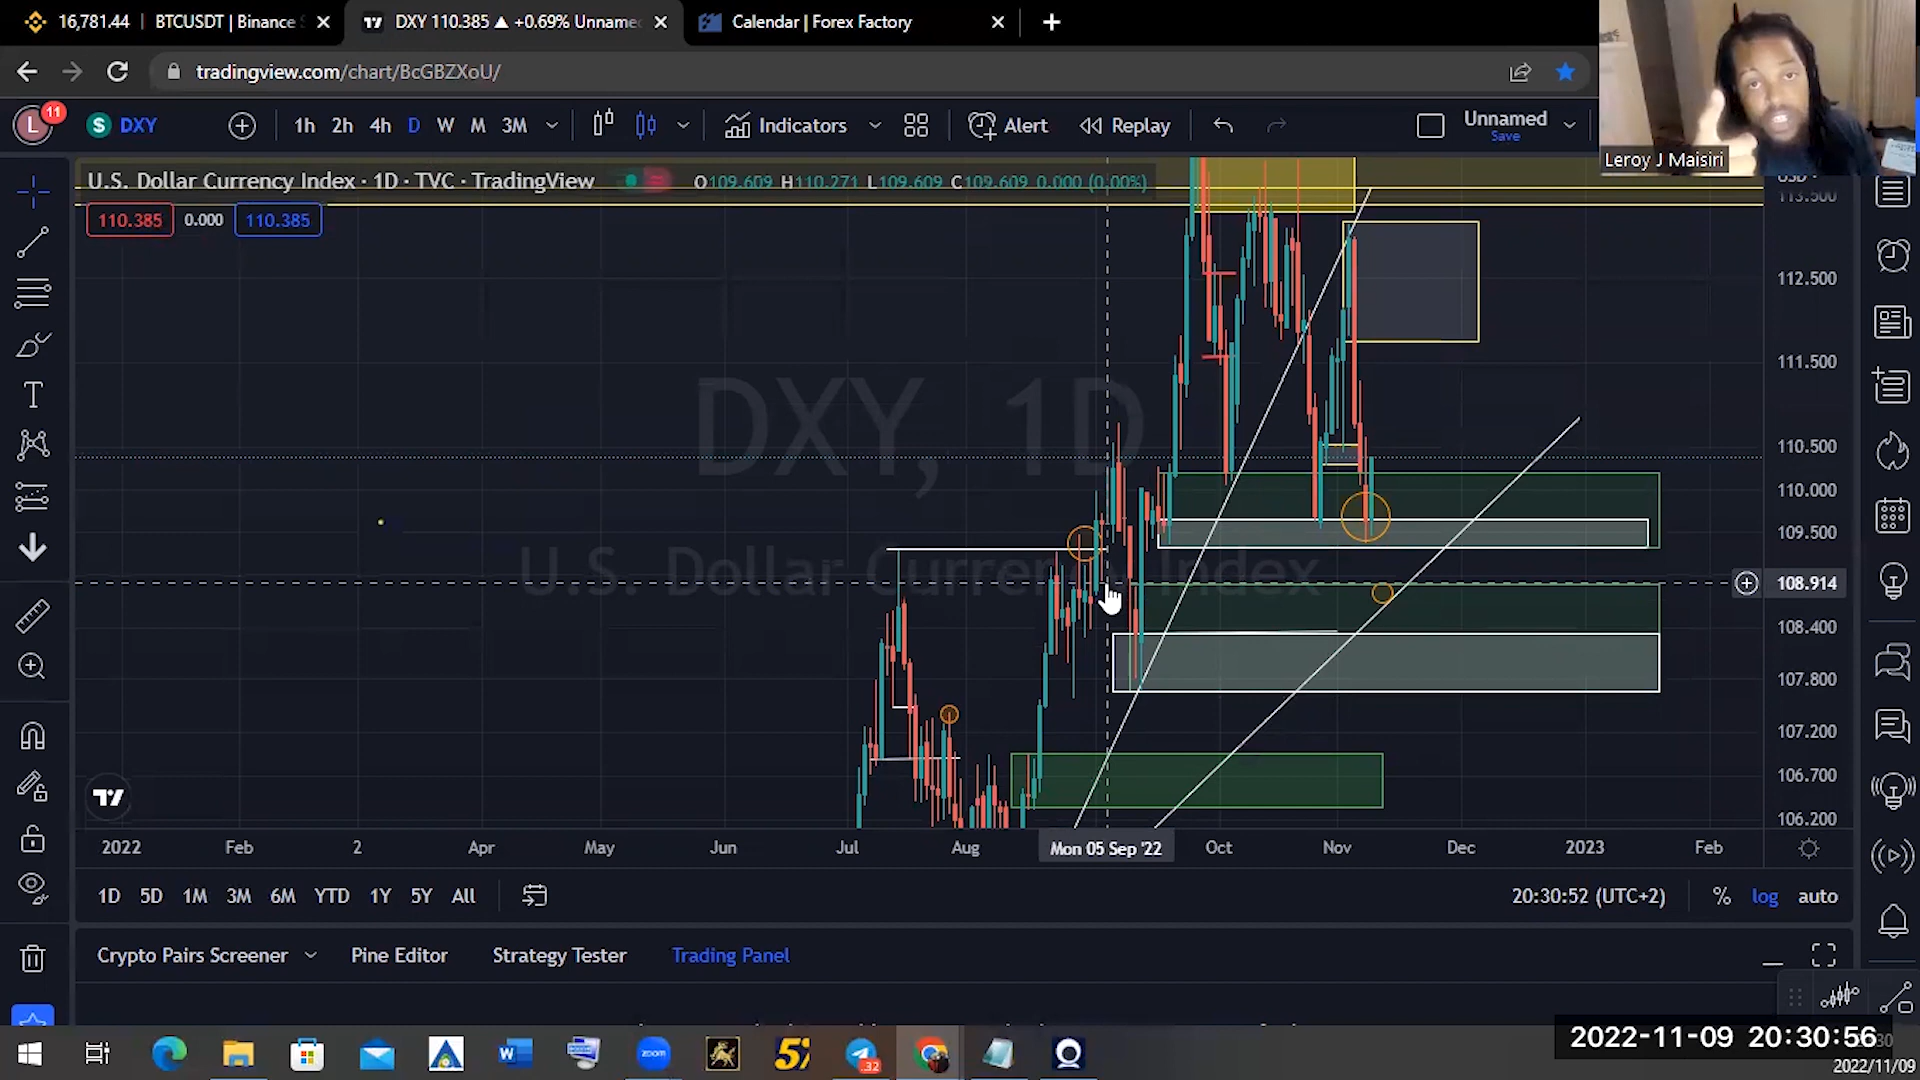 16,781.44 | BTCUSDT | Binance
DXY 110.385 ▲ +0.69% Unname
Calendar | Forex Factory
tradingview.com/chart/BcGBZXoU/
L 11 S DXY 1h 2h 4h D W M 3M Indicators Alert Replay Unnamed
Save
Leroy J Maisiri
U.S. Dollar Currency Index · 1D · TVC · TradingView O109.609 H110.271 L109.609 C109.609 0.000 (0.00%)
110.385 0.000 110.385
USD
113.500
112.500
111.500
110.500
110.000
109.500
108.914
108.400
107.800
107.200
106.700
106.200
DXY, 1D
U.S. Dollar Currency Index
2022 Feb 2 Apr May Jun Jul Aug Mon 05 Sep '22 Oct Nov Dec 2023 Feb
1D 5D 1M 3M 6M YTD 1Y 5Y All 20:30:52 (UTC+2) % log auto
Crypto Pairs Screener Pine Editor Strategy Tester Trading Panel
zoom
32
2022-11-09 20:30:56
2022/11/09